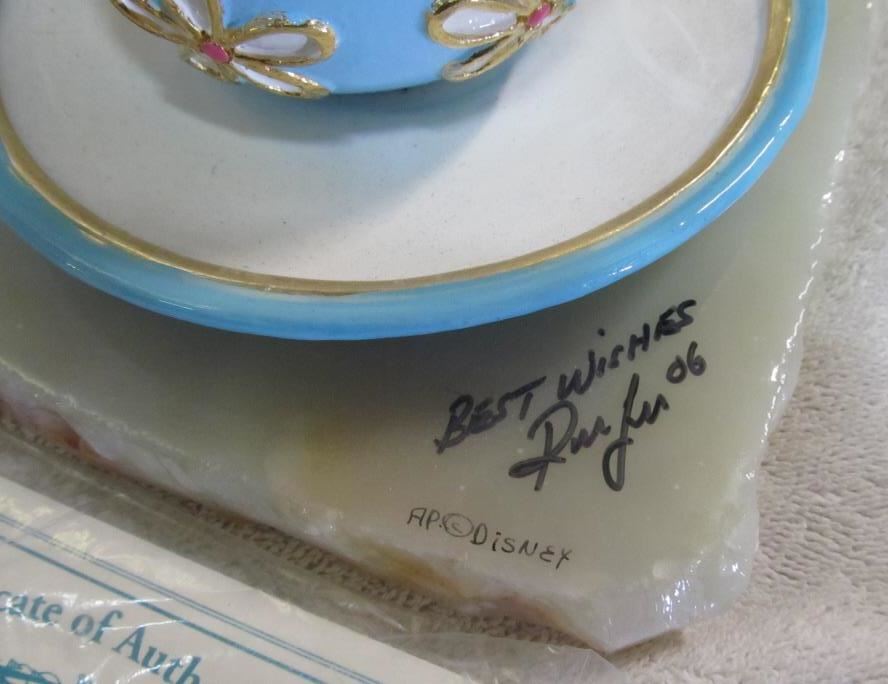 BEST WISHES
06
AP.©DISNEY
cate of Auth